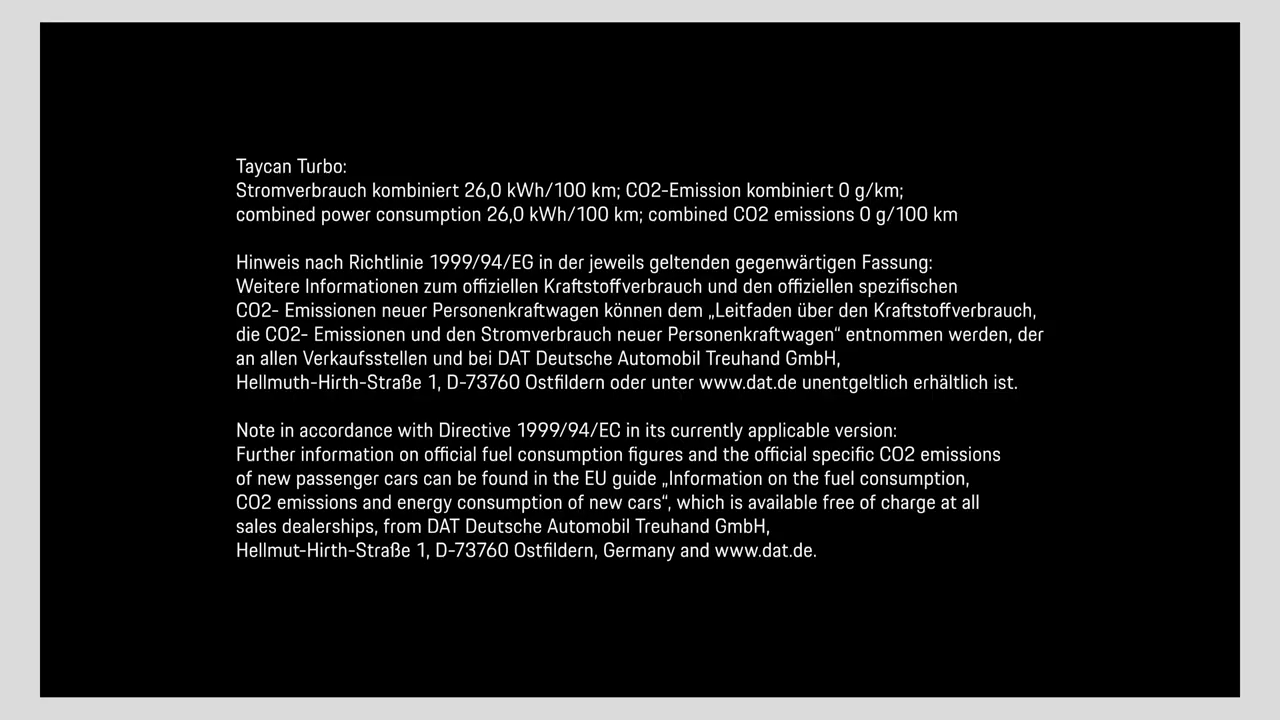 Taycan Turbo:
Stromverbrauch kombiniert 26,0 kWh/100 km; CO2-Emission kombiniert 0 g/km;
combined power consumption 26,0 kWh/100 km; combined CO2 emissions 0 g/100 km
Hinweis nach Richtlinie 1999/94/EG in der jeweils geltenden gegenwärtigen Fassung:
Weitere Informationen zum offiziellen Kraftstoffverbrauch und den offiziellen spezifischen
CO2- Emissionen neuer Personenkraftwagen können dem „Leitfaden über den Kraftstoffverbrauch,
die CO2- Emissionen und den Stromverbrauch neuer Personenkraftwagen“ entnommen werden, der
an allen Verkaufsstellen und bei DAT Deutsche Automobil Treuhand GmbH,
Hellmuth-Hirth-Straße 1, D-73760 Ostfildern oder unter www.dat.de unentgeltlich erhältlich ist.
Note in accordance with Directive 1999/94/EC in its currently applicable version:
Further information on official fuel consumption figures and the official specific CO2 emissions
of new passenger cars can be found in the EU guide „Information on the fuel consumption,
CO2 emissions and energy consumption of new cars“, which is available free of charge at all
sales dealerships, from DAT Deutsche Automobil Treuhand GmbH,
Hellmut-Hirth-Straße 1, D-73760 Ostfildern, Germany and www.dat.de.